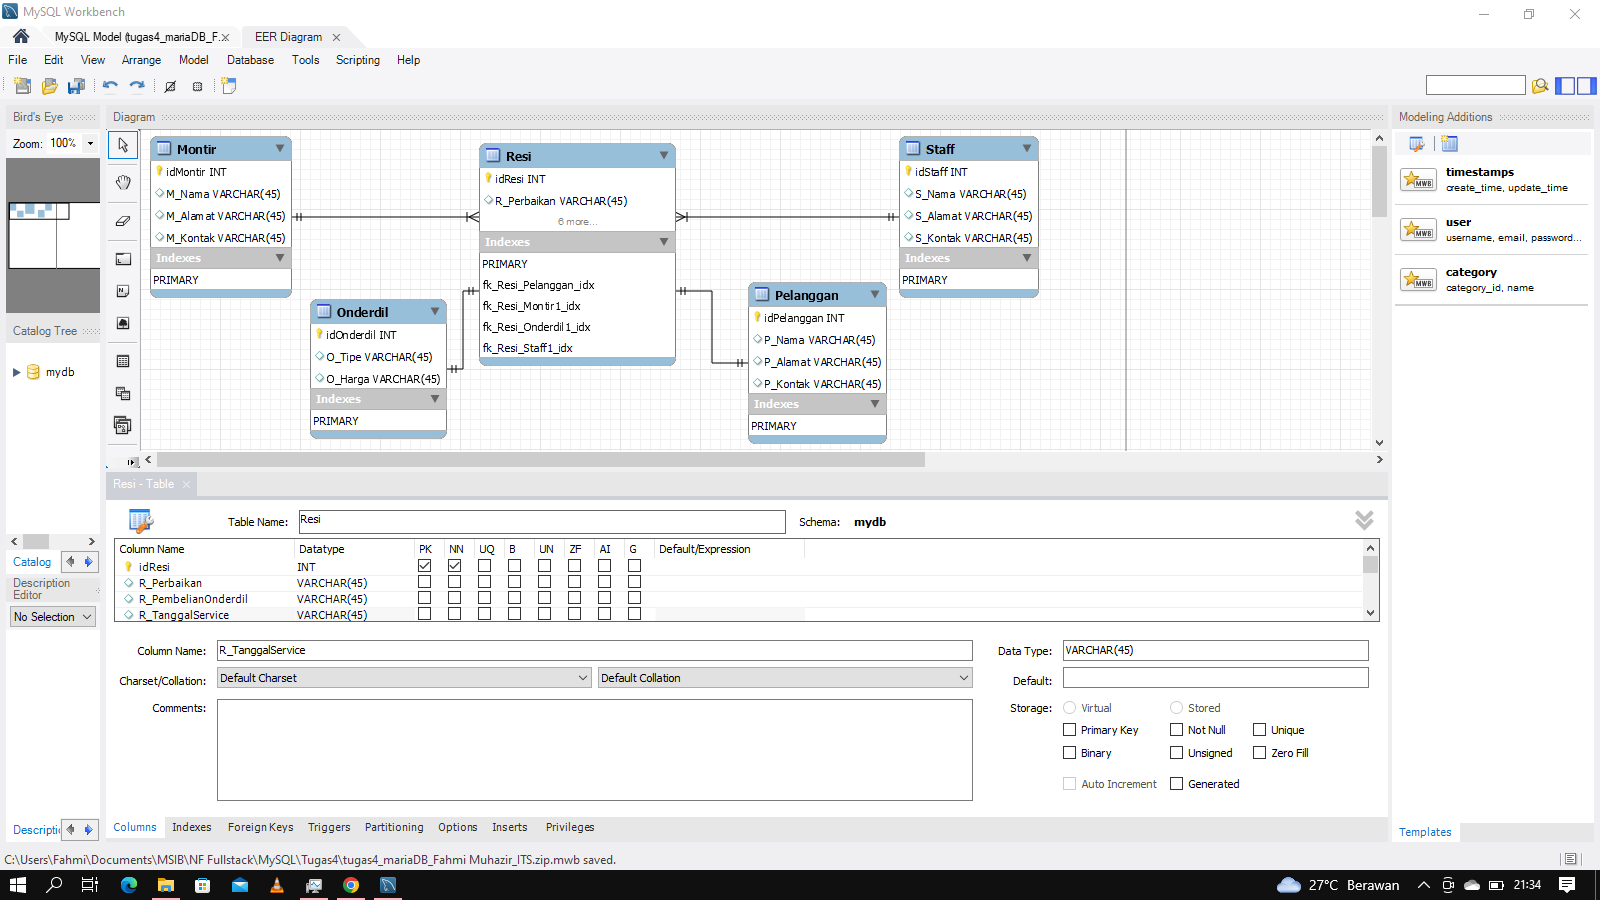 MySQL Workbench
MySQL Model (tugas4_mariaDB_F... ×
EER Diagram ×
File Edit View Arrange Model Database Tools Scripting Help
Bird's Eye
Zoom: 100%
Catalog Tree
mydb
Catalog
Description Editor
No Selection
Descripti
Diagram
Montir
idMontir INT
M_Nama VARCHAR(45)
M_Alamat VARCHAR(45)
M_Kontak VARCHAR(45)
Indexes
PRIMARY
Resi
idResi INT
R_Perbaikan VARCHAR(45)
6 more...
Indexes
PRIMARY
fk_Resi_Pelanggan_idx
fk_Resi_Montir1_idx
fk_Resi_Onderdil1_idx
fk_Resi_Staff1_idx
Staff
idStaff INT
S_Nama VARCHAR(45)
S_Alamat VARCHAR(45)
S_Kontak VARCHAR(45)
Indexes
PRIMARY
Onderdil
idOnderdil INT
O_Tipe VARCHAR(45)
O_Harga VARCHAR(45)
Indexes
PRIMARY
Pelanggan
idPelanggan INT
P_Nama VARCHAR(45)
P_Alamat VARCHAR(45)
P_Kontak VARCHAR(45)
Indexes
PRIMARY
Modeling Additions
timestamps
create_time, update_time
user
username, email, password...
category
category_id, name
Templates
Resi - Table ×
Table Name: Resi Schema: mydb
Column Name Datatype PK NN UQ B UN ZF AI G Default/Expression
idResi INT
R_Perbaikan VARCHAR(45)
R_PembelianOnderdil VARCHAR(45)
R_TanggalService VARCHAR(45)
Column Name: R_TanggalService Data Type: VARCHAR(45)
Charset/Collation: Default Charset Default Collation Default:
Comments: Storage: Virtual Stored
Primary Key Not Null Unique
Binary Unsigned Zero Fill
Auto Increment Generated
Columns Indexes Foreign Keys Triggers Partitioning Options Inserts Privileges
C:\Users\Fahmi\Documents\MSIB\NF Fullstack\MySQL\Tugas4\tugas4_mariaDB_Fahmi Muhazir_ITS.zip.mwb saved.
27°C Berawan 21:34